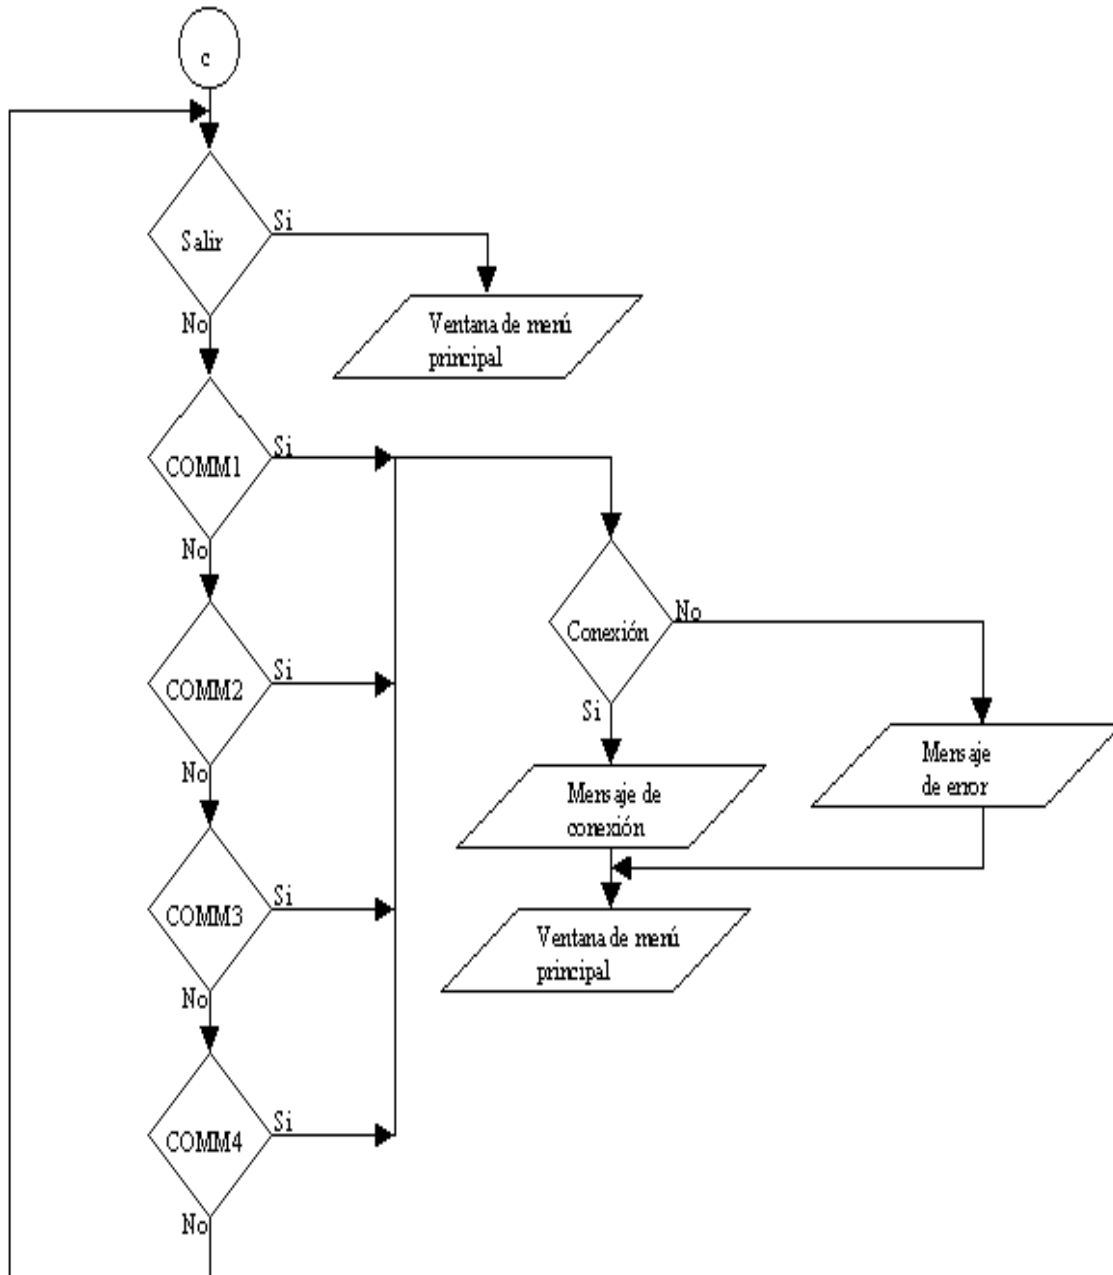 c
Salir
Si
No
Ventana de menú
principal
COMM1
Si
No
Conexión
No
Si
COMM2
Si
No
Mensaje
de error
Mensaje de
conexión
COMM3
Si
No
Ventana de menú
principal
COMM4
Si
No